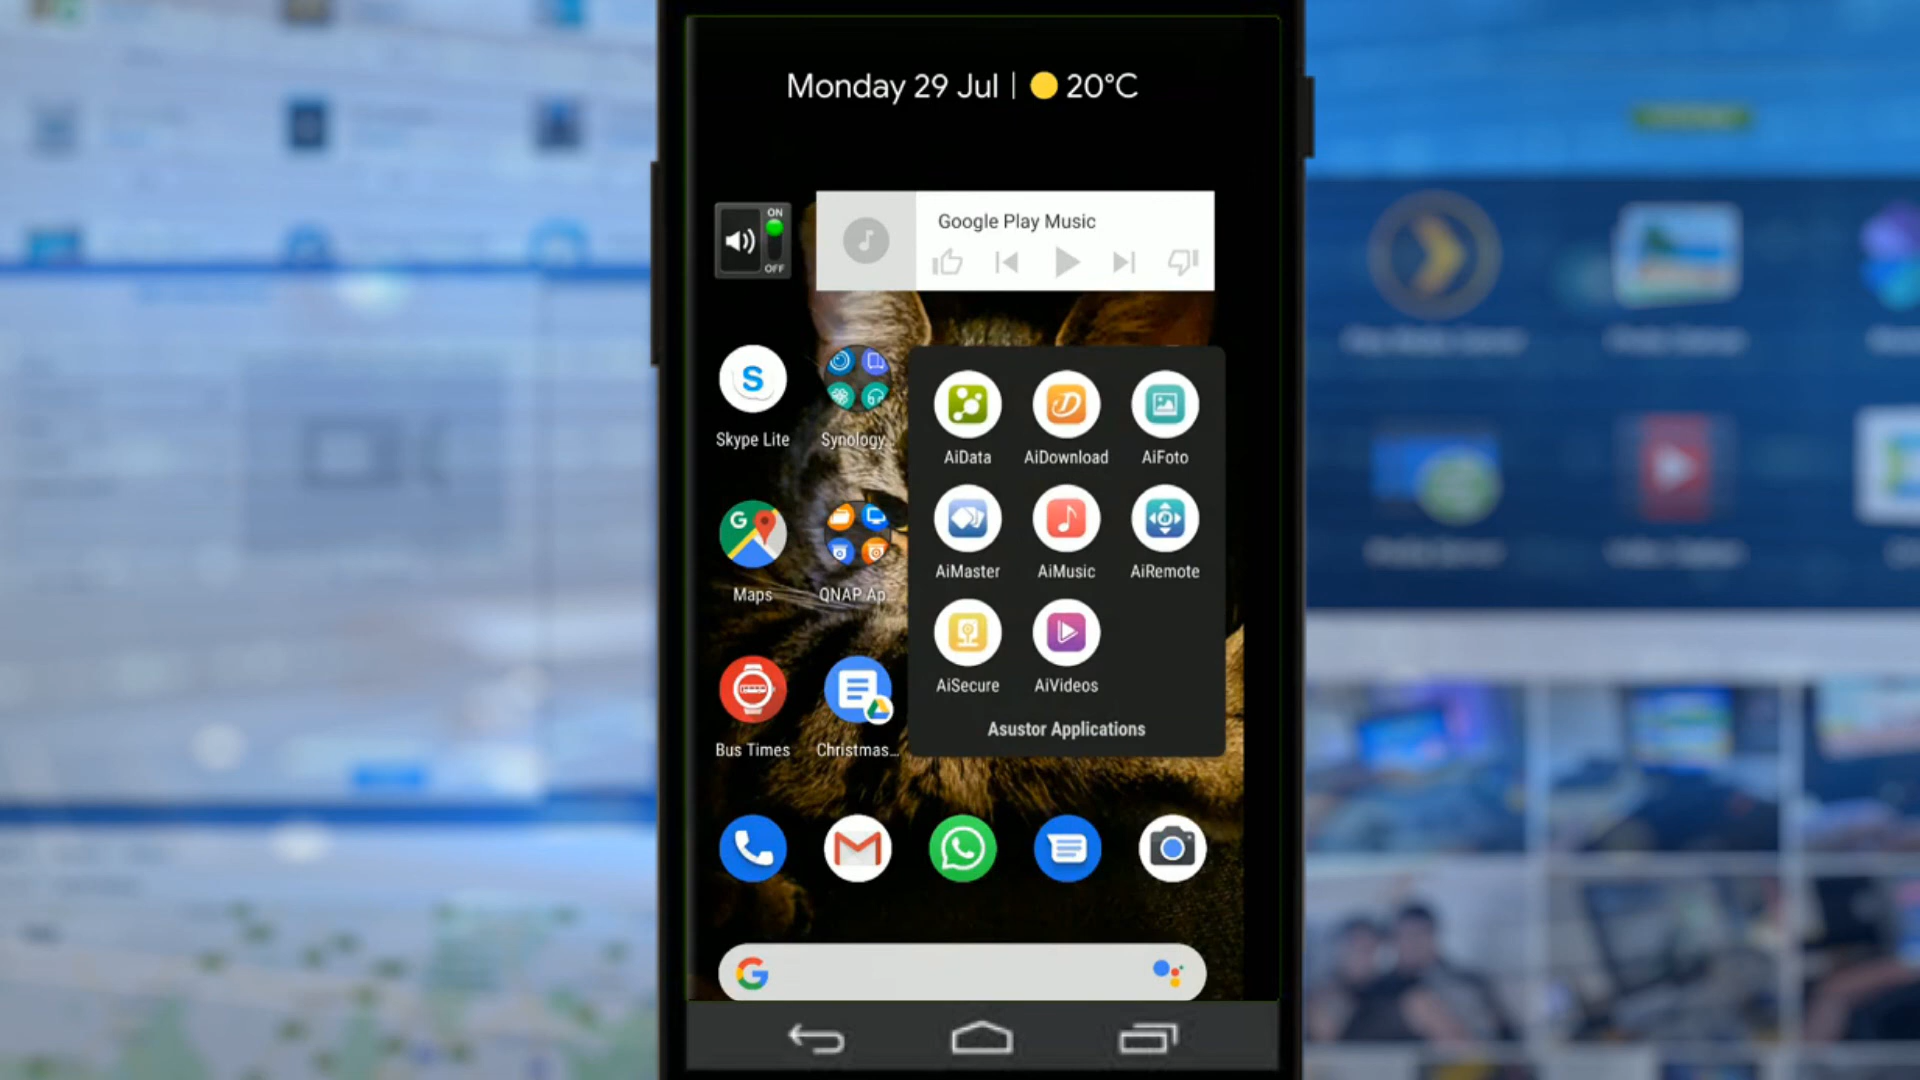 Monday 29 Jul | 20°C
ON
OFF
Google Play Music
Skype Lite
Synology...
AiData
AiDownload
AiFoto
Maps
QNAP Ap...
AiMaster
AiMusic
AiRemote
AiSecure
AiVideos
Asustor Applications
Bus Times
Christmas...